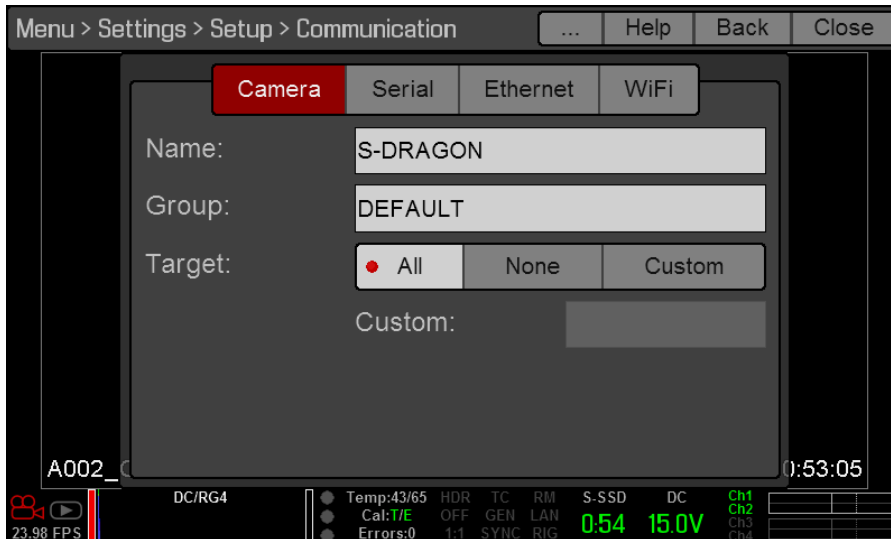 Menu > Settings > Setup > Communication ... Help Back Close
Camera Serial Ethernet WiFi
Name: S-DRAGON
Group: DEFAULT
Target: All None Custom
Custom:
A002_ 0:53:05
DC/RG4 Temp:43/65 HDR TC RM S-SSD DC Ch1
Cal:T/E OFF GEN LAN 0:54 15.0V Ch2
23.98 FPS Errors:0 1:1 SYNC RIG Ch3
Ch4